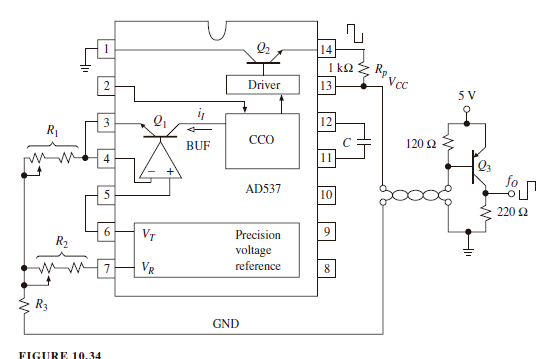 1
2
3
4
5
6
7
14
13
12
11
10
9
8
Q2
Driver
Q1
iI
BUF
CCO
AD537
VT
VR
Precision
voltage
reference
R1
R2
R3
GND
1 kΩ
Rp
VCC
C
5 V
120 Ω
Q3
fO
220 Ω
FIGURE 10.34